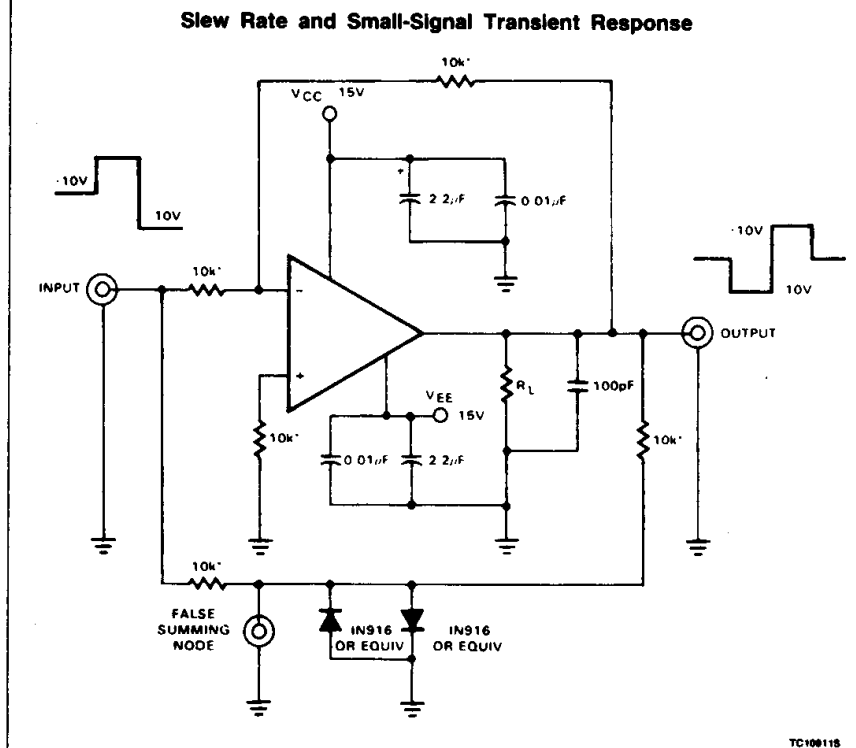 Slew Rate and Small-Signal Transient Response
10k*
VCC 15V
+
2 2μF
0 01μF
·10V
10V
·10V
10V
10k*
INPUT
−
OUTPUT
+
RL
100pF
VEE
15V
10k*
0 01μF
2 2μF
10k*
10k*
FALSE
SUMMING
NODE
IN916
OR EQUIV
IN916
OR EQUIV
TC10911S